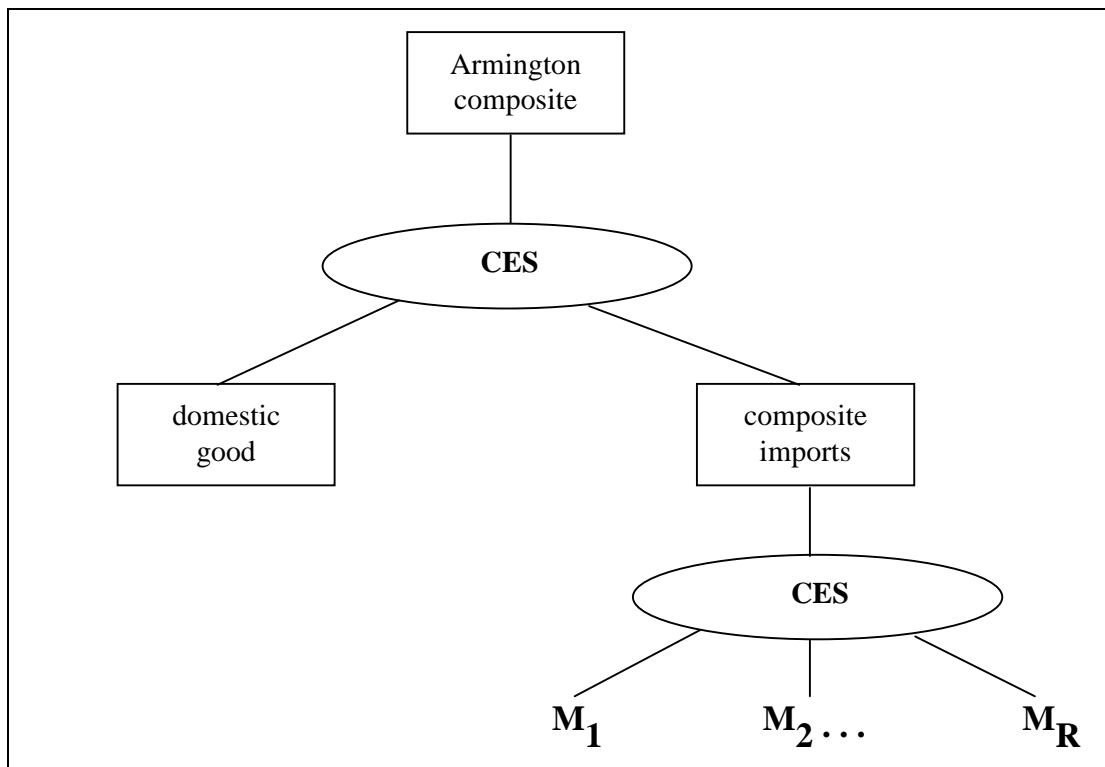 Armington
composite
CES
domestic
good
composite
imports
CES
M1 M2 . . . MR